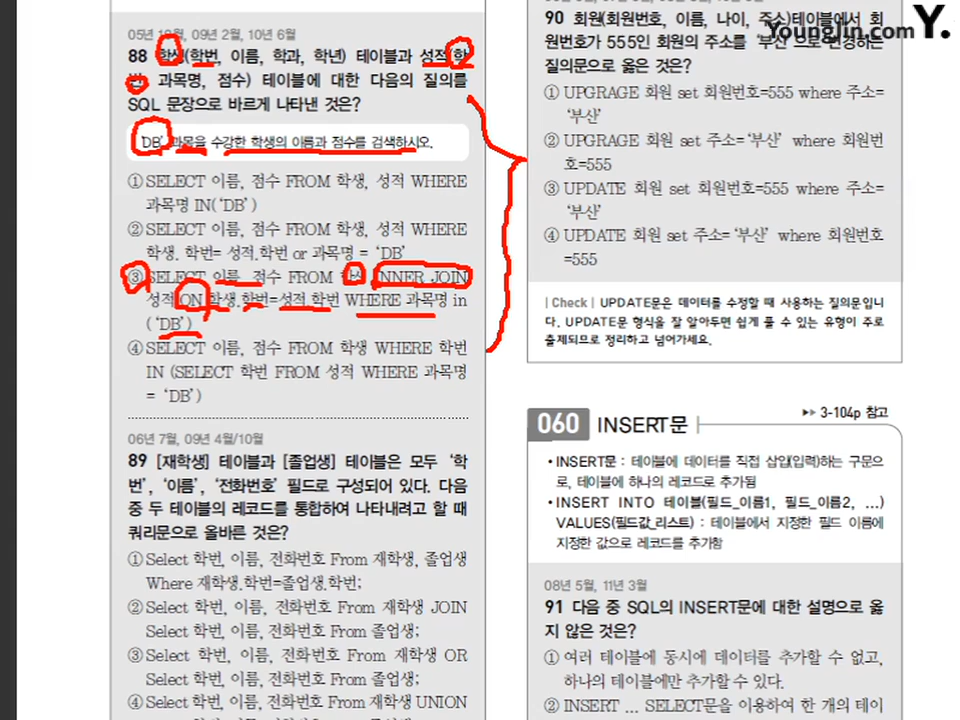 05년 10월, 09년 2월, 10년 6월
88 학생(학번, 이름, 학과, 학년) 테이블과 성적(학
번, 과목명, 점수) 테이블에 대한 다음의 질의를
SQL 문장으로 바르게 나타낸 것은?
'DB' 과목을 수강한 학생의 이름과 점수를 검색하시오.
① SELECT 이름, 점수 FROM 학생, 성적 WHERE
과목명 IN('DB')
② SELECT 이름, 점수 FROM 학생, 성적 WHERE
학생. 학번= 성적.학번 or 과목명 = 'DB'
③ SELECT 이름, 점수 FROM 학생 INNER JOIN
성적 ON 학생.학번=성적.학번 WHERE 과목명 in
('DB')
④ SELECT 이름, 점수 FROM 학생 WHERE 학번
IN (SELECT 학번 FROM 성적 WHERE 과목명
= 'DB')
06년 7월, 09년 4월/10월
89 [재학생] 테이블과 [졸업생] 테이블은 모두 '학
번', '이름', '전화번호' 필드로 구성되어 있다. 다음
중 두 테이블의 레코드를 통합하여 나타내려고 할 때
쿼리문으로 올바른 것은?
① Select 학번, 이름, 전화번호 From 재학생, 졸업생
Where 재학생.학번=졸업생.학번;
② Select 학번, 이름, 전화번호 From 재학생 JOIN
Select 학번, 이름, 전화번호 From 졸업생;
③ Select 학번, 이름, 전화번호 From 재학생 OR
Select 학번, 이름, 전화번호 From 졸업생;
④ Select 학번, 이름, 전화번호 From 재학생 UNION
90 회원(회원번호, 이름, 나이, 주소)테이블에서 회
원번호가 555인 회원의 주소를 '부산'으로 변경하는
질의문으로 옳은 것은?
YoungJin.com Y.
① UPGRAGE 회원 set 회원번호=555 where 주소=
'부산'
② UPGRAGE 회원 set 주소='부산' where 회원번
호=555
③ UPDATE 회원 set 회원번호=555 where 주소=
'부산'
④ UPDATE 회원 set 주소='부산' where 회원번호
=555
| Check | UPDATE문은 데이터를 수정할 때 사용하는 질의문입니
다. UPDATE문 형식을 잘 알아두면 쉽게 풀 수 있는 유형이 주로
출제되므로 정리하고 넘어가세요.
060 INSERT문
▶▶ 3-104p 참고
• INSERT문 : 테이블에 데이터를 직접 삽입(입력)하는 구문으
로, 테이블에 하나의 레코드로 추가됨
• INSERT INTO 테이블(필드_이름1, 필드_이름2, ...)
VALUES(필드값_리스트) : 테이블에서 지정한 필드 이름에
지정한 값으로 레코드를 추가함
08년 5월, 11년 3월
91 다음 중 SQL의 INSERT문에 대한 설명으로 옳
지 않은 것은?
① 여러 테이블에 동시에 데이터를 추가할 수 없고,
하나의 테이블에만 추가할 수 있다.
② INSERT ... SELECT문을 이용하여 한 개의 테이